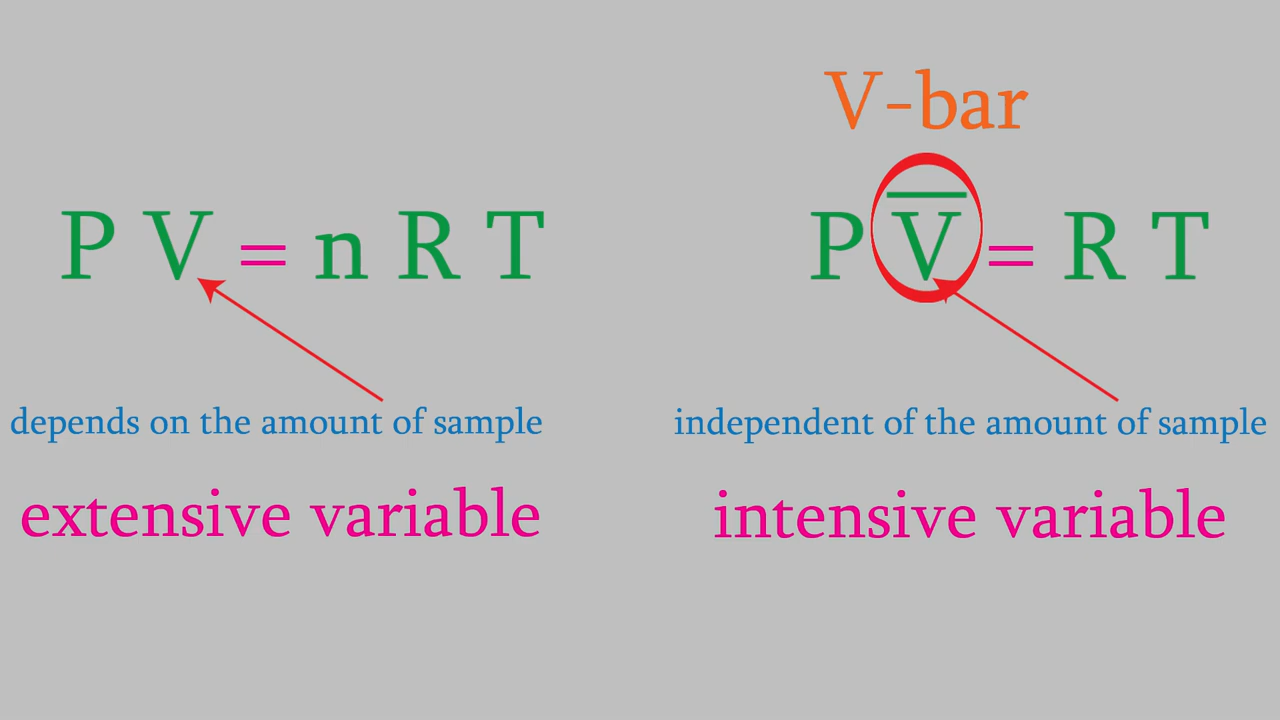 P V = n R T
depends on the amount of sample
extensive variable
V-bar
P V̅ = R T
independent of the amount of sample
intensive variable